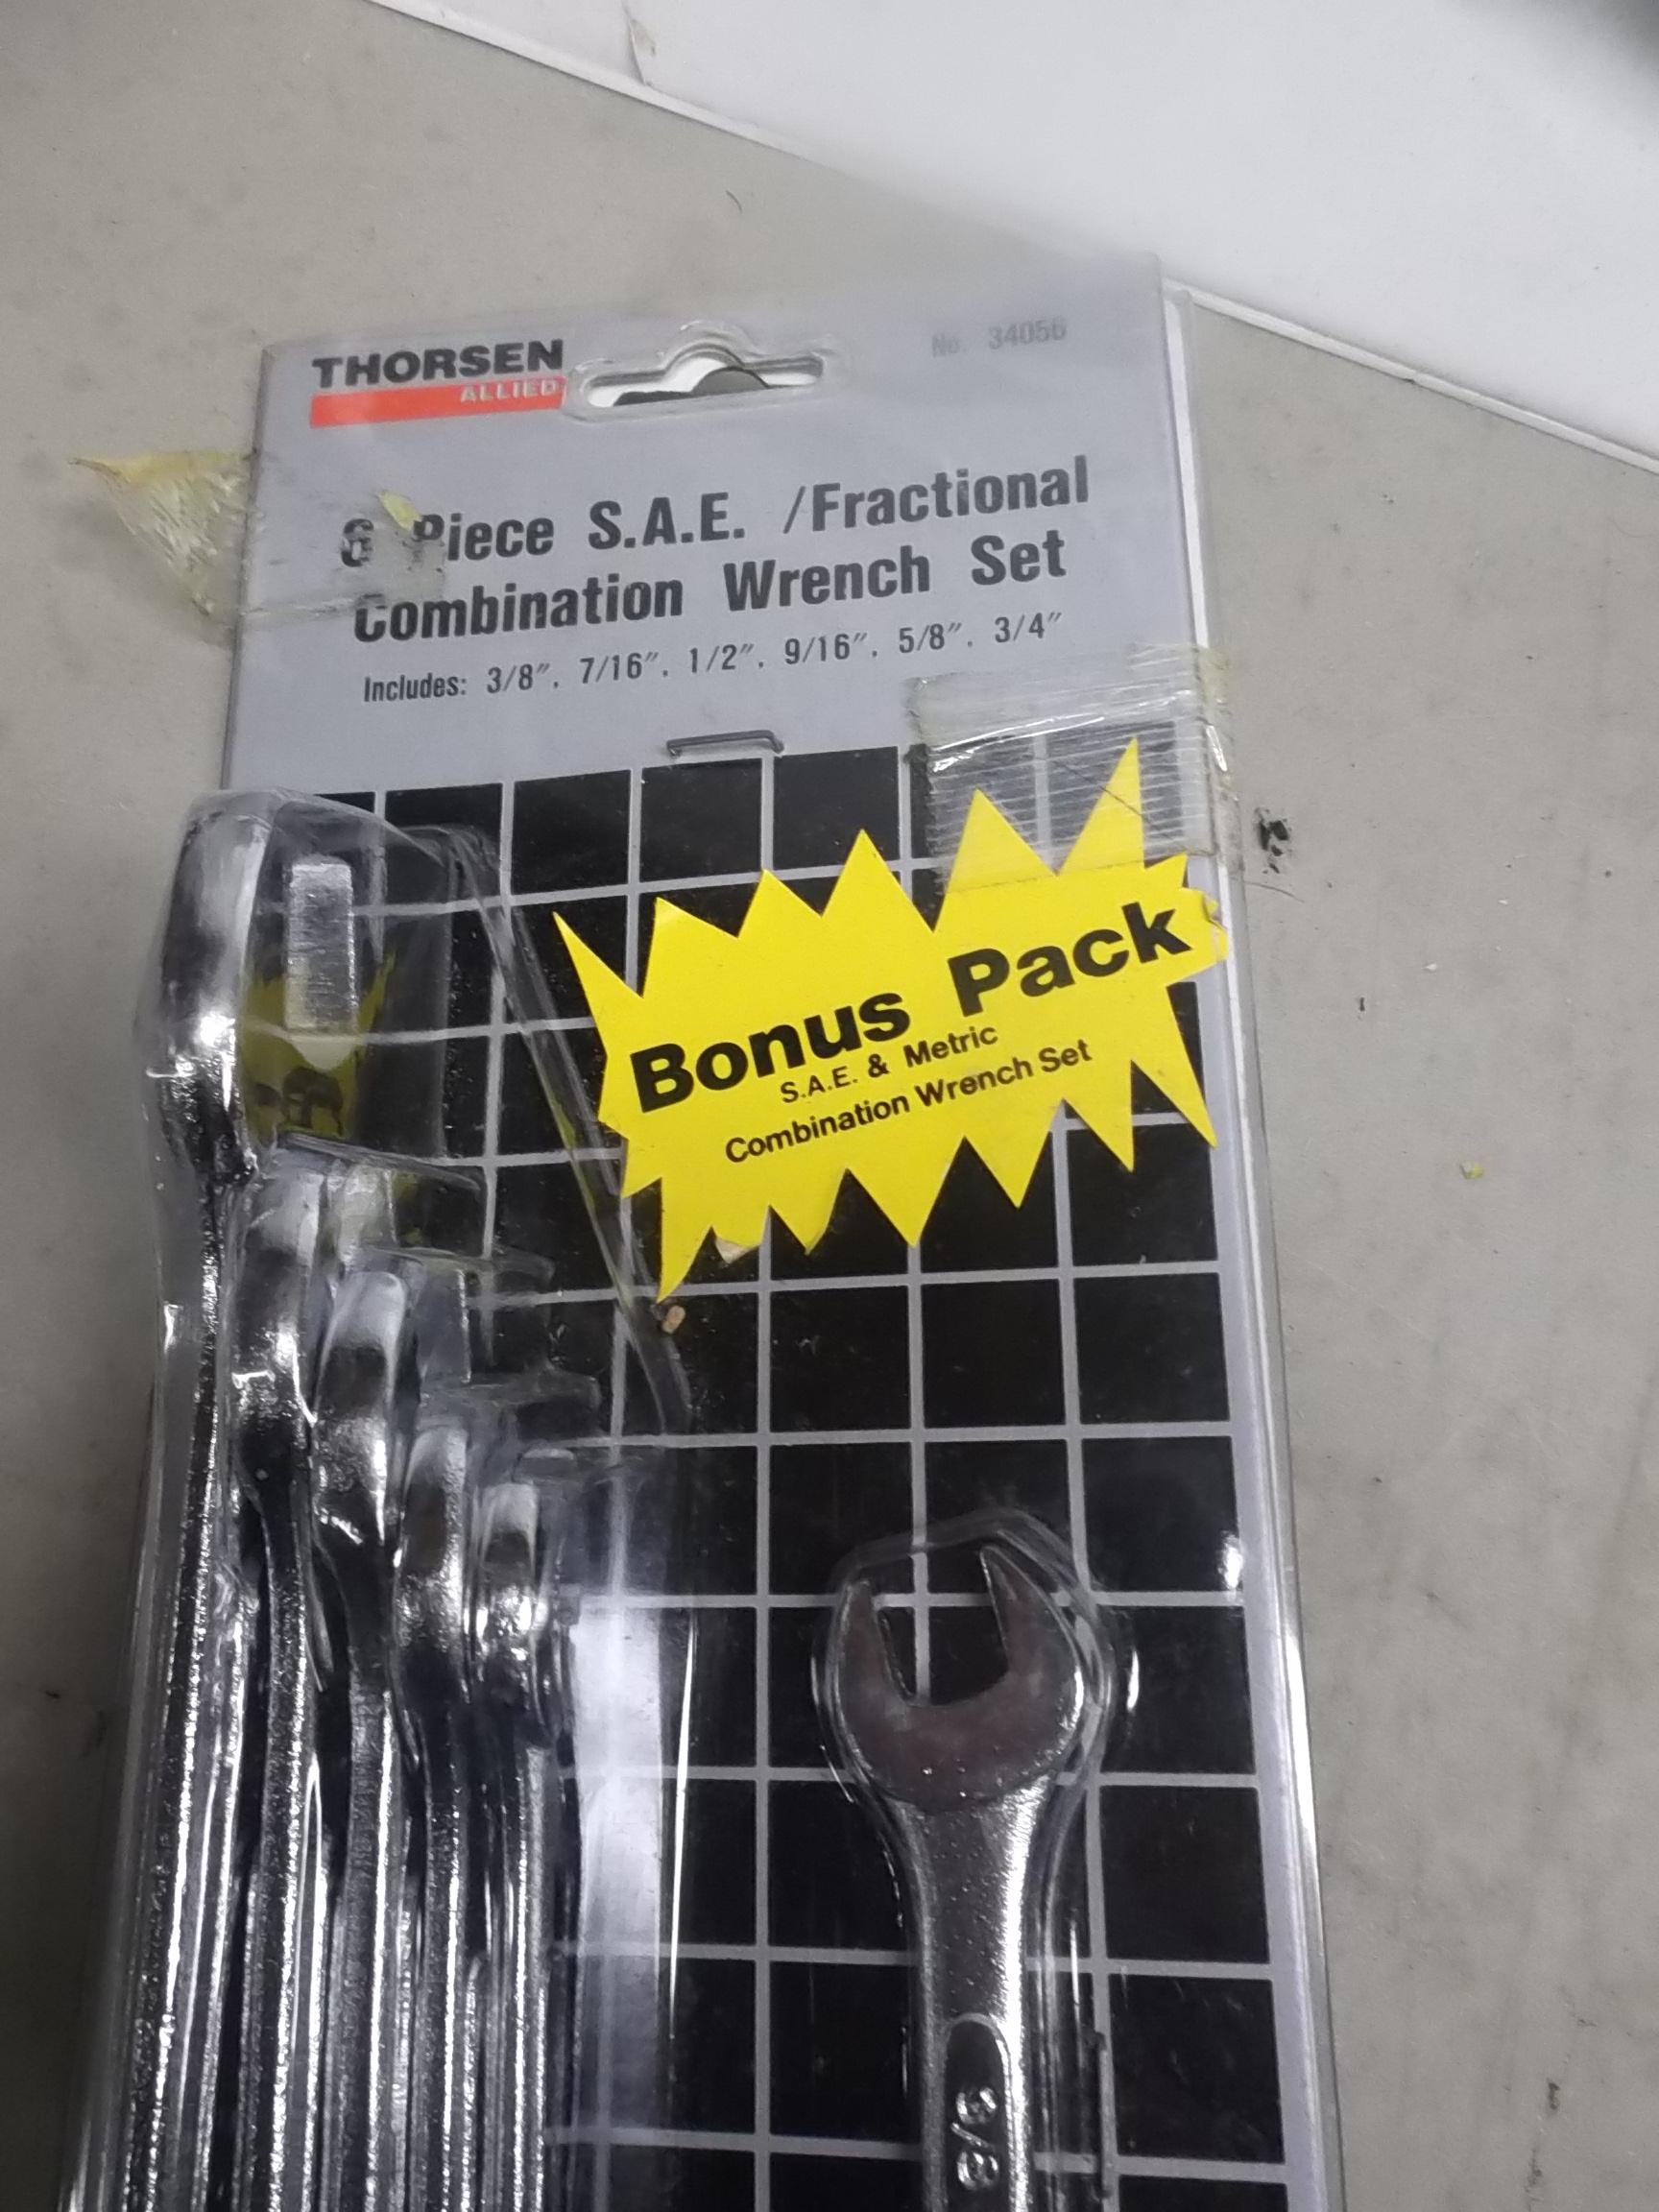 THORSEN
ALLIED
No. 34056
6 Piece S.A.E. /Fractional
Combination Wrench Set
Includes: 3/8″, 7/16″, 1/2″, 9/16″, 5/8″, 3/4″
Bonus Pack
S.A.E. & Metric
Combination Wrench Set
3/8